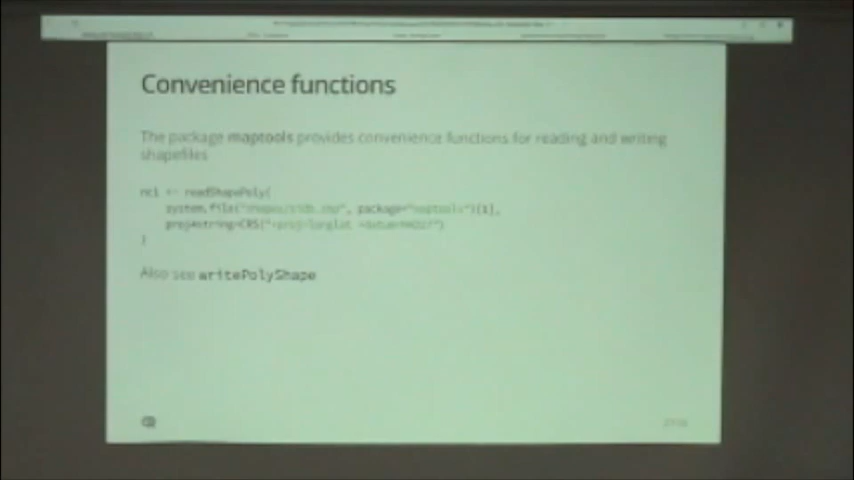 Convenience functions
The package maptools provides convenience functions for reading and writing
shapefiles
nc1 <- readShapePoly(
system.file("shapes/sids.shp", package="maptools")[1],
proj4string=CRS("+proj=longlat +datum=NAD27")
)
Also see writePolyShape